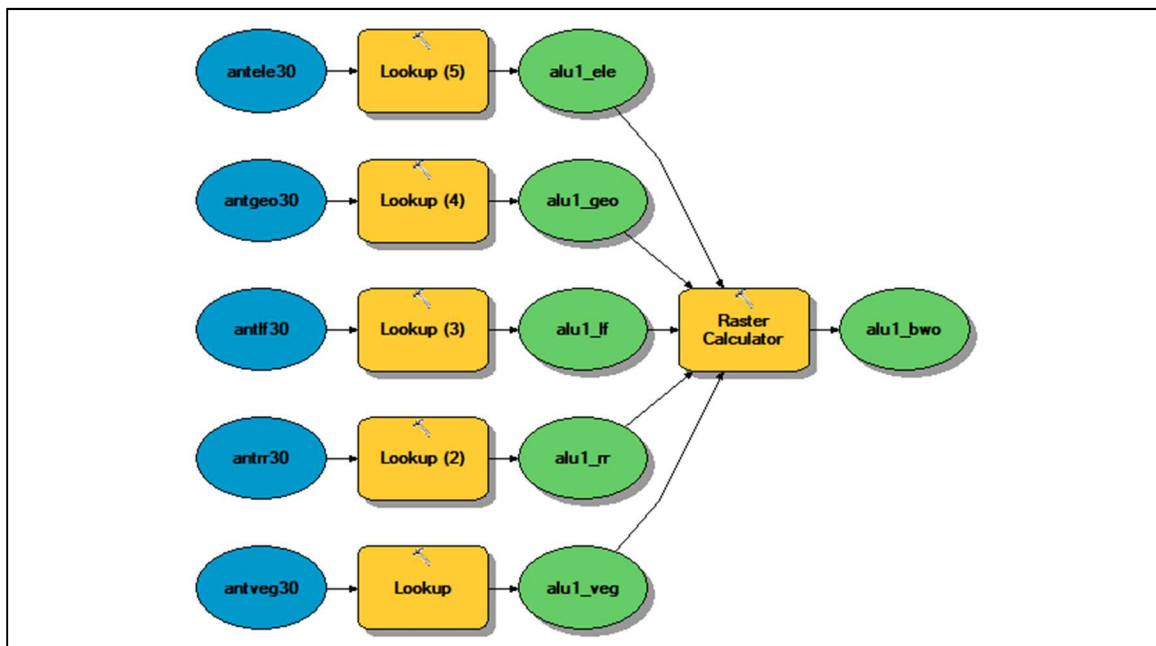 antele30
Lookup (5)
alu1_ele
antgeo30
Lookup (4)
alu1_geo
antlf30
Lookup (3)
alu1_lf
Raster
Calculator
alu1_bwo
antrr30
Lookup (2)
alu1_rr
antveg30
Lookup
alu1_veg